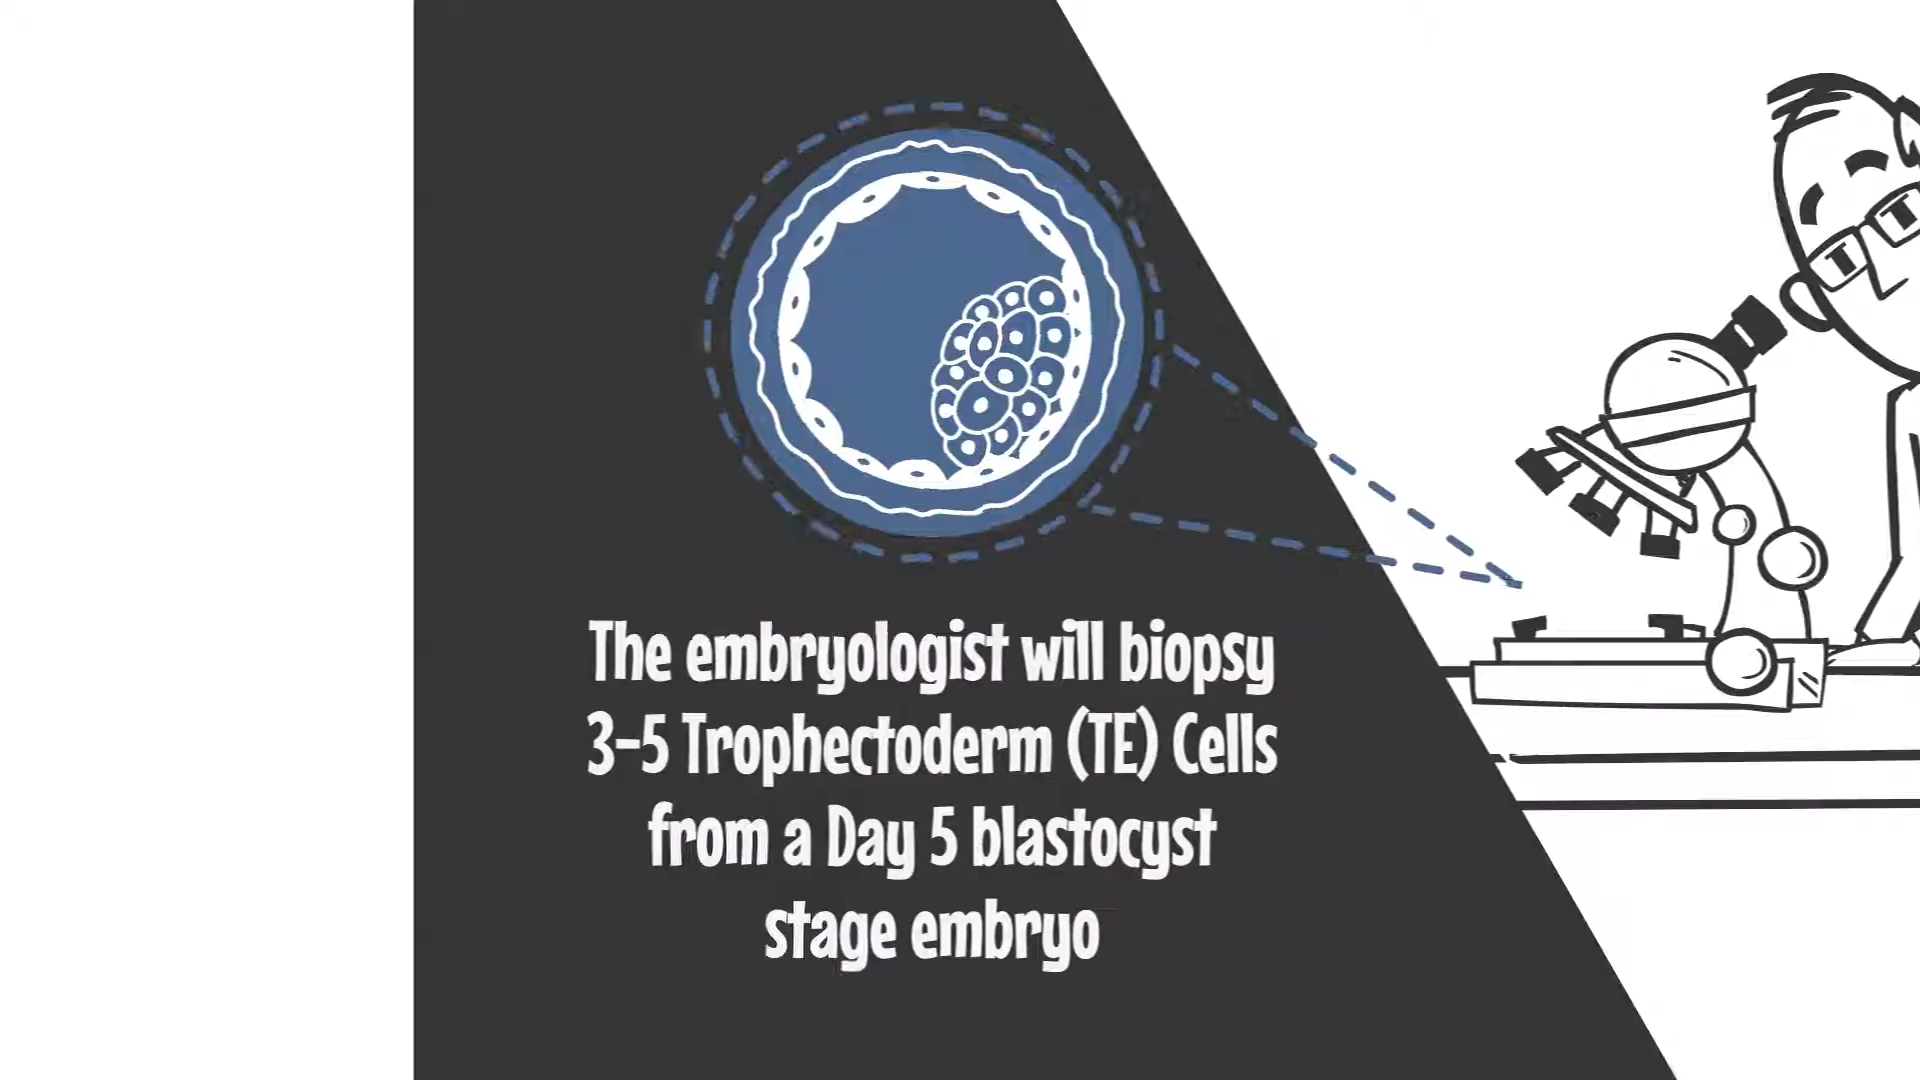 The embryologist will biopsy
3-5 Trophectoderm (TE) Cells
from a Day 5 blastocyst
stage embryo